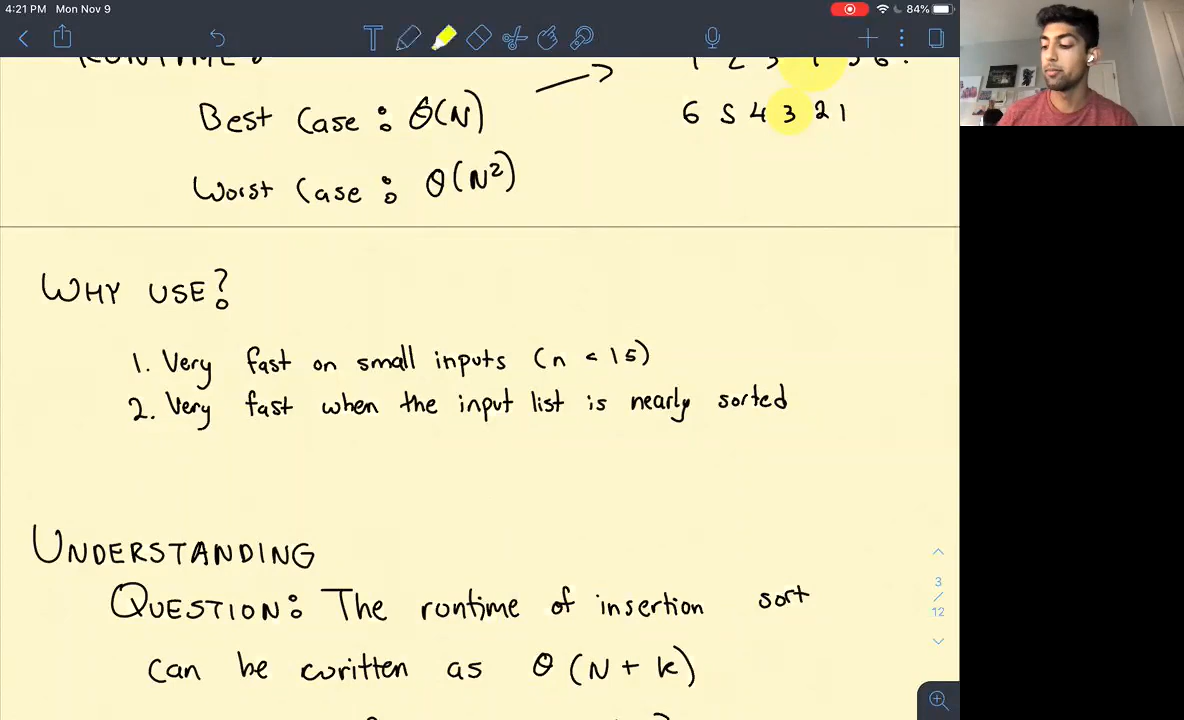 4:21 PM Mon Nov 9
84%
RUNTIME:
Best Case: Θ(N)
6 5 4 3 2 1
Worst Case: Θ(N²)
WHY USE?
1. Very fast on small inputs (n < 15)
2. Very fast when the input list is nearly sorted
UNDERSTANDING
QUESTION: The runtime of insertion sort
can be written as Θ(N + k)
3
/
12